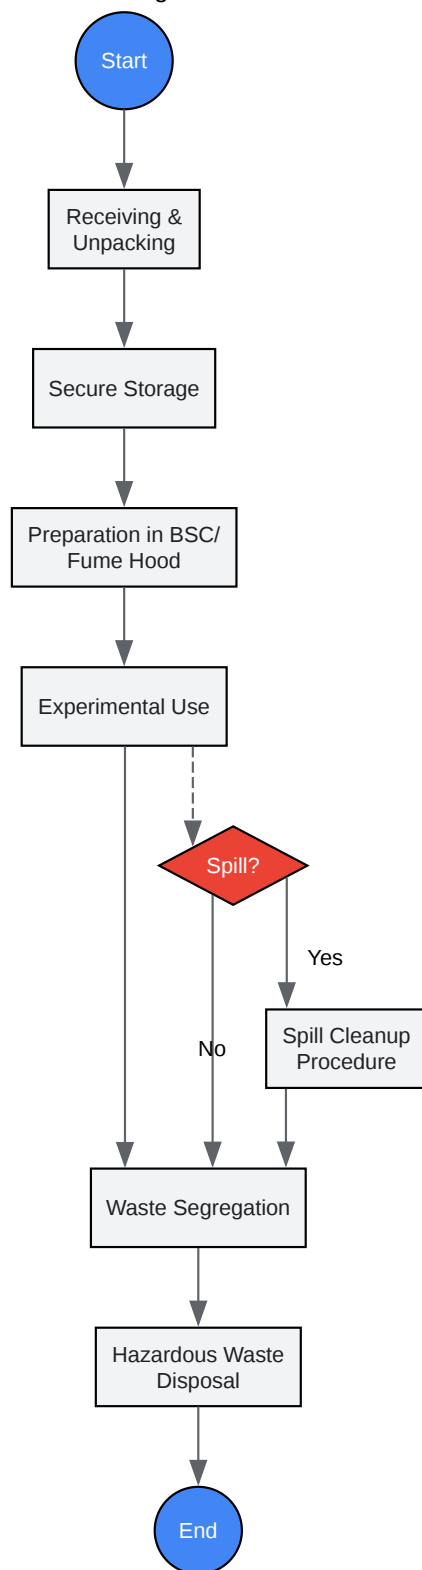 Start
Receiving &
Unpacking
Secure Storage
Preparation in BSC/
Fume Hood
Experimental Use
Spill?
Yes
Spill Cleanup
Procedure
No
Waste Segregation
Hazardous Waste
Disposal
End